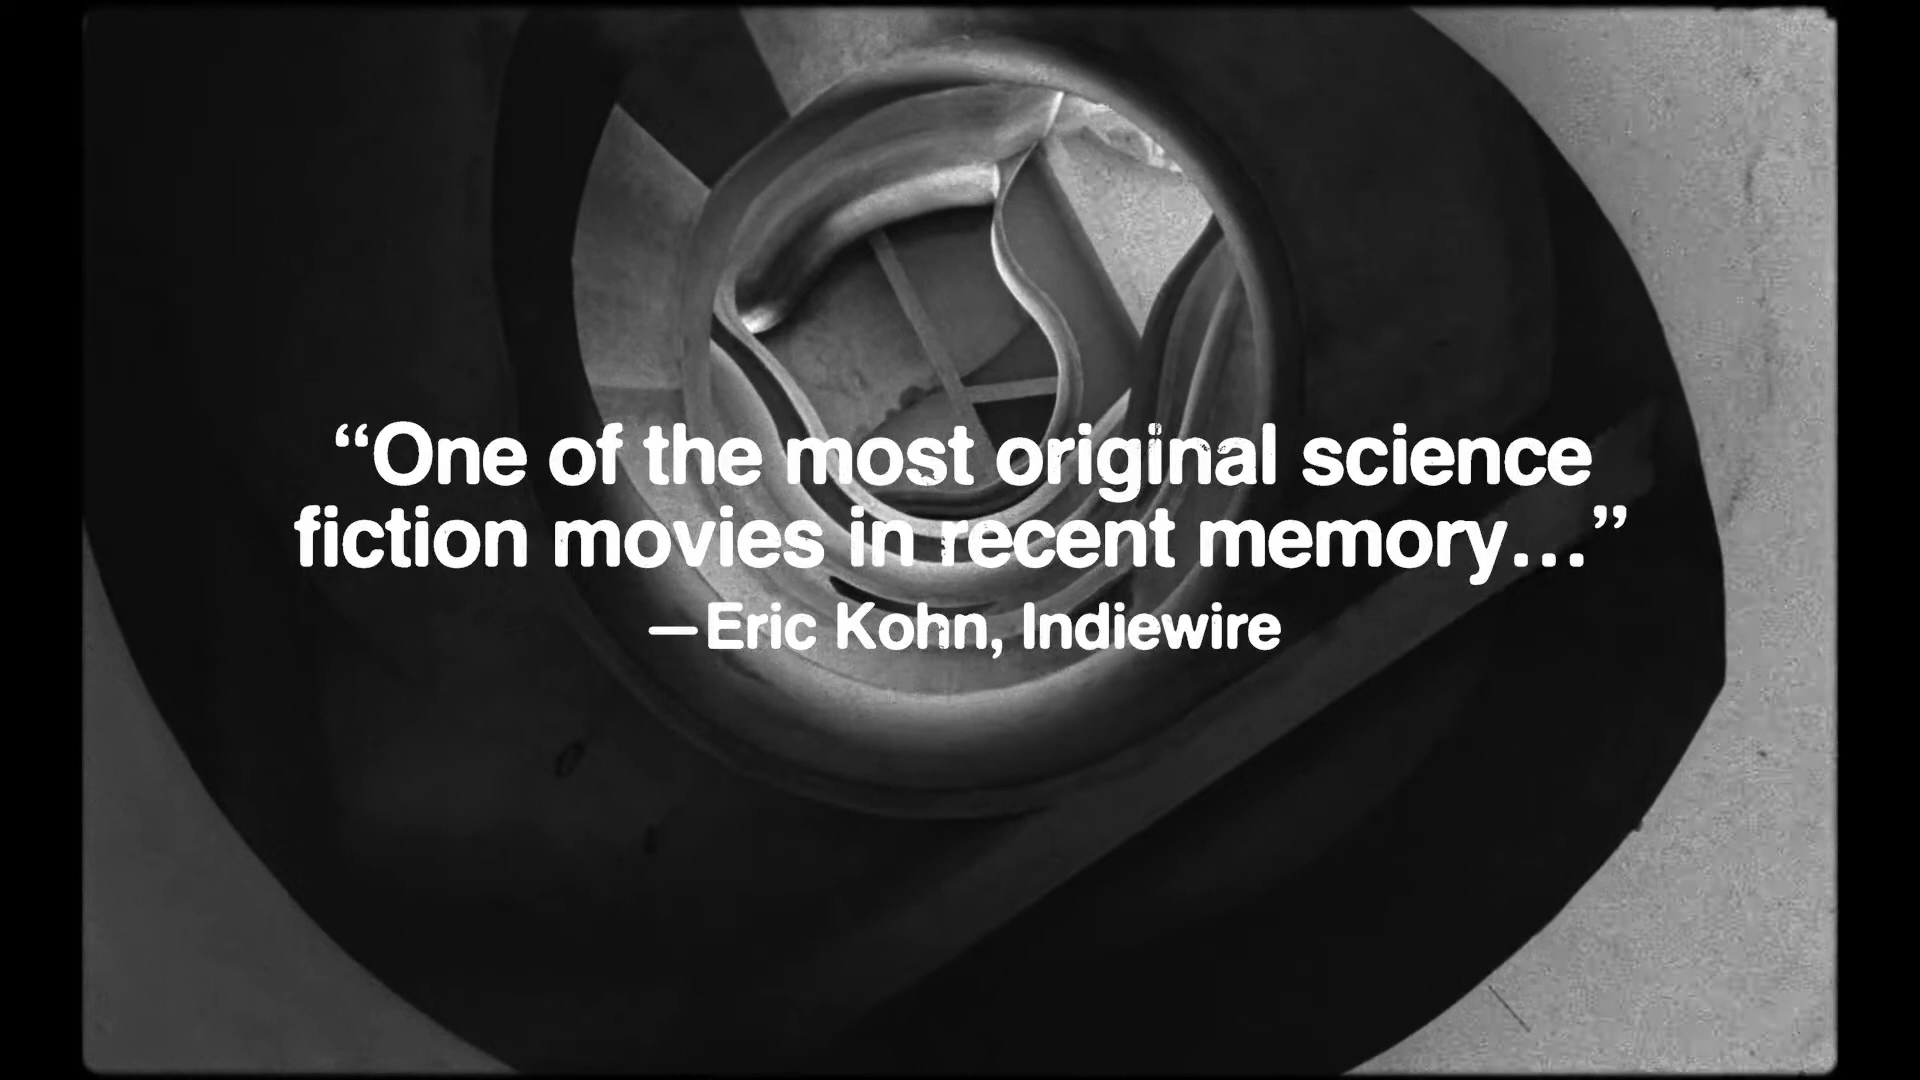 “One of the most original science
fiction movies in recent memory...”
—Eric Kohn, Indiewire